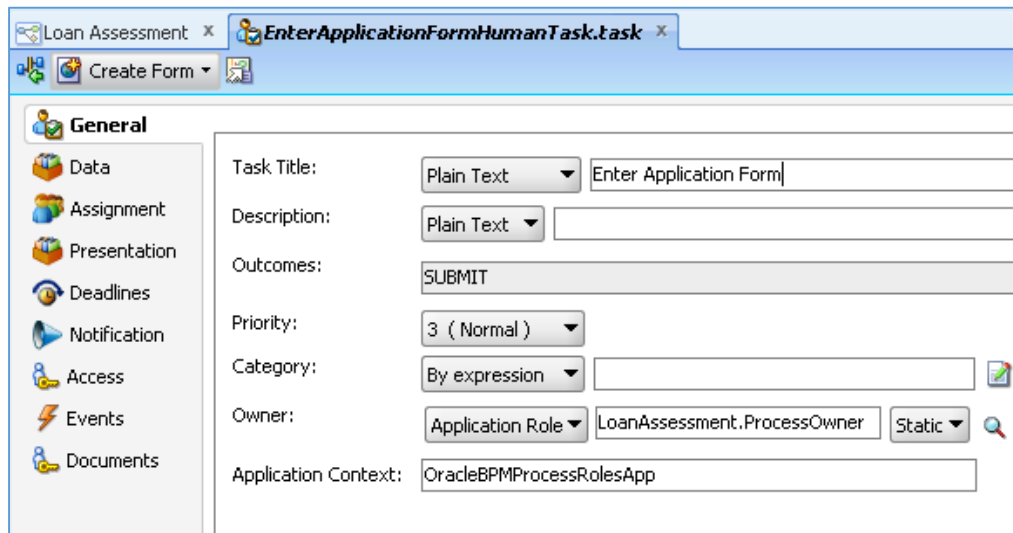 Loan Assessment x EnterApplicationFormHumanTask.task x
Create Form
General
Data
Assignment
Presentation
Deadlines
Notification
Access
Events
Documents
Task Title: Plain Text Enter Application Form
Description: Plain Text
Outcomes: SUBMIT
Priority: 3 ( Normal )
Category: By expression
Owner: Application Role LoanAssessment.ProcessOwner Static
Application Context: OracleBPMProcessRolesApp